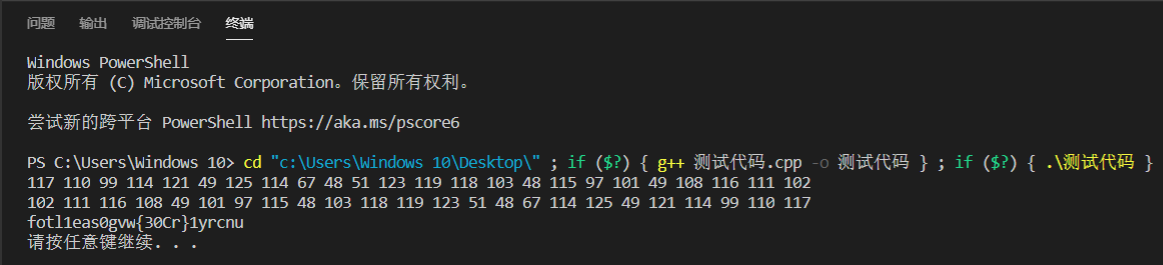 问题 输出 调试控制台 终端
Windows PowerShell
版权所有 (C) Microsoft Corporation。保留所有权利。
尝试新的跨平台 PowerShell https://aka.ms/pscore6
PS C:\Users\Windows 10> cd "c:\Users\Windows 10\Desktop\" ; if ($?) { g++ 测试代码.cpp -o 测试代码 } ; if ($?) { .\测试代码 }
117 110 99 114 121 49 125 114 67 48 51 123 119 118 103 48 115 97 101 49 108 116 111 102
102 111 116 108 49 101 97 115 48 103 118 119 123 51 48 67 114 125 49 121 114 99 110 117
fotl1eas0gvw{30Cr}1yrcnu
请按任意键继续. . .